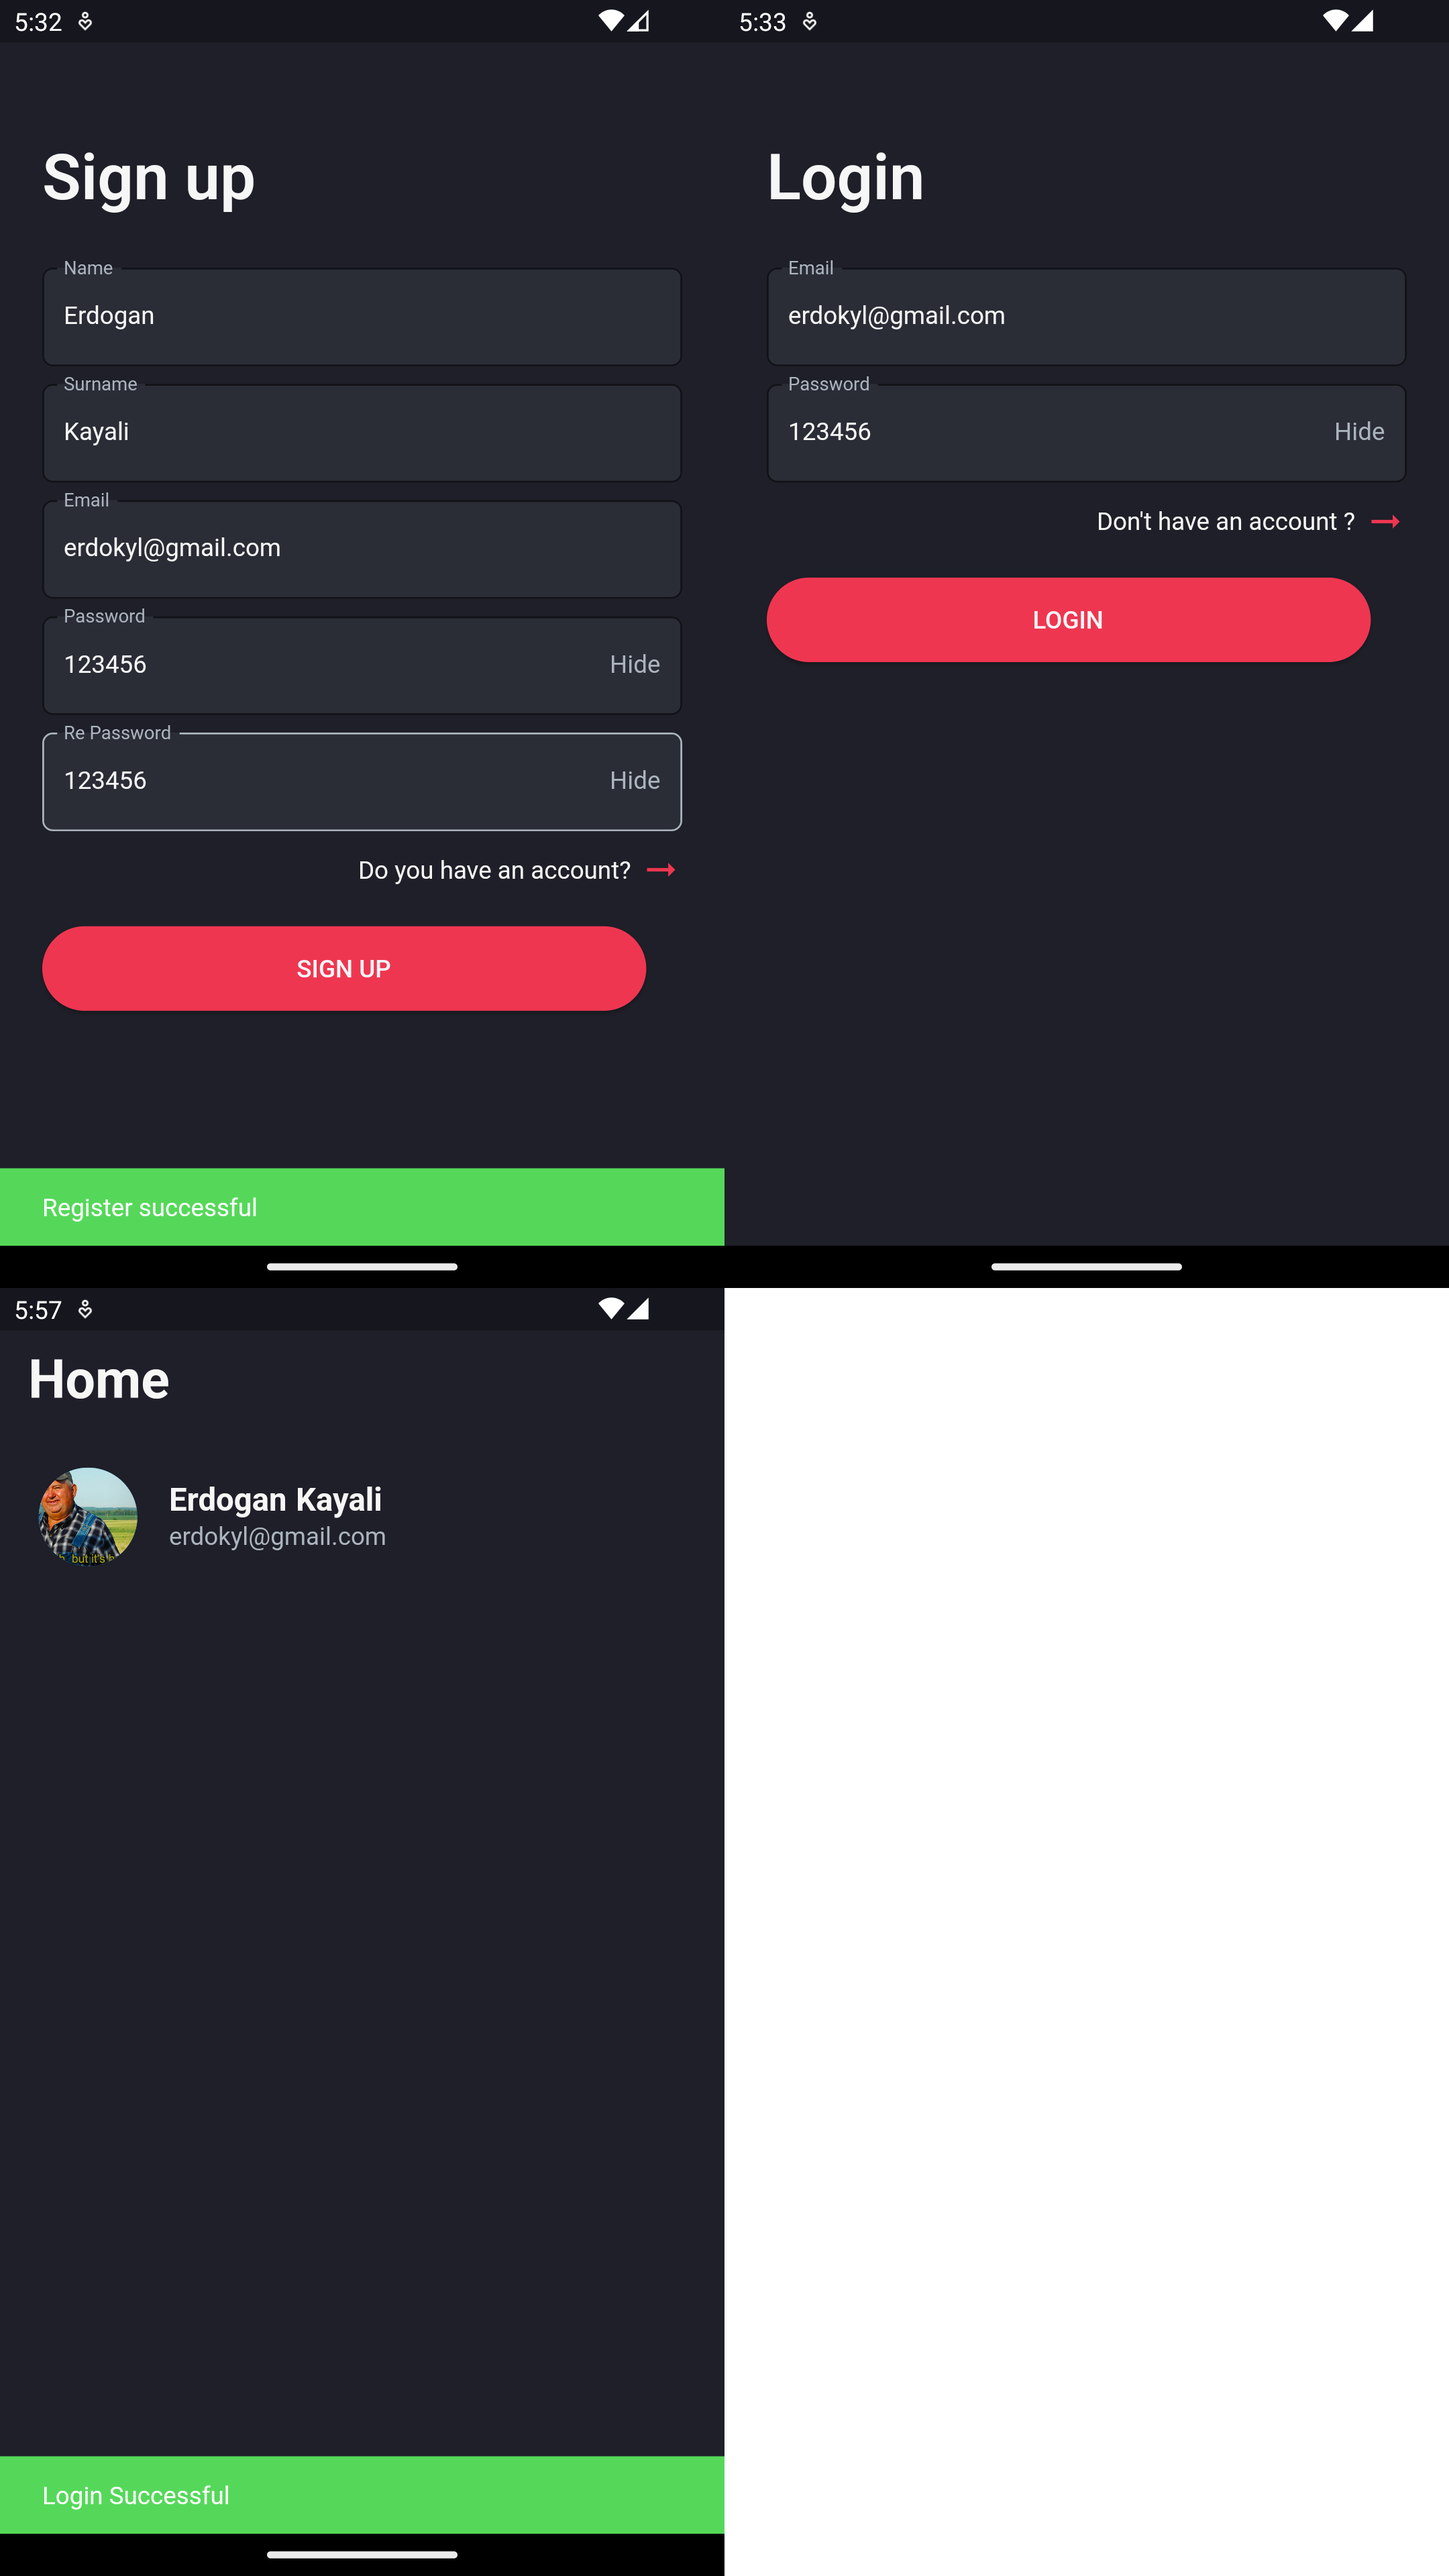 5:32
Sign up
Name
Erdogan
Surname
Kayali
Email
erdokyl@gmail.com
Password
123456 Hide
Re Password
123456 Hide
Do you have an account?
SIGN UP
Register successful
5:33
Login
Email
erdokyl@gmail.com
Password
123456 Hide
Don't have an account ?
LOGIN
5:57
Home
Erdogan Kayali
erdokyl@gmail.com
but it's
Login Successful